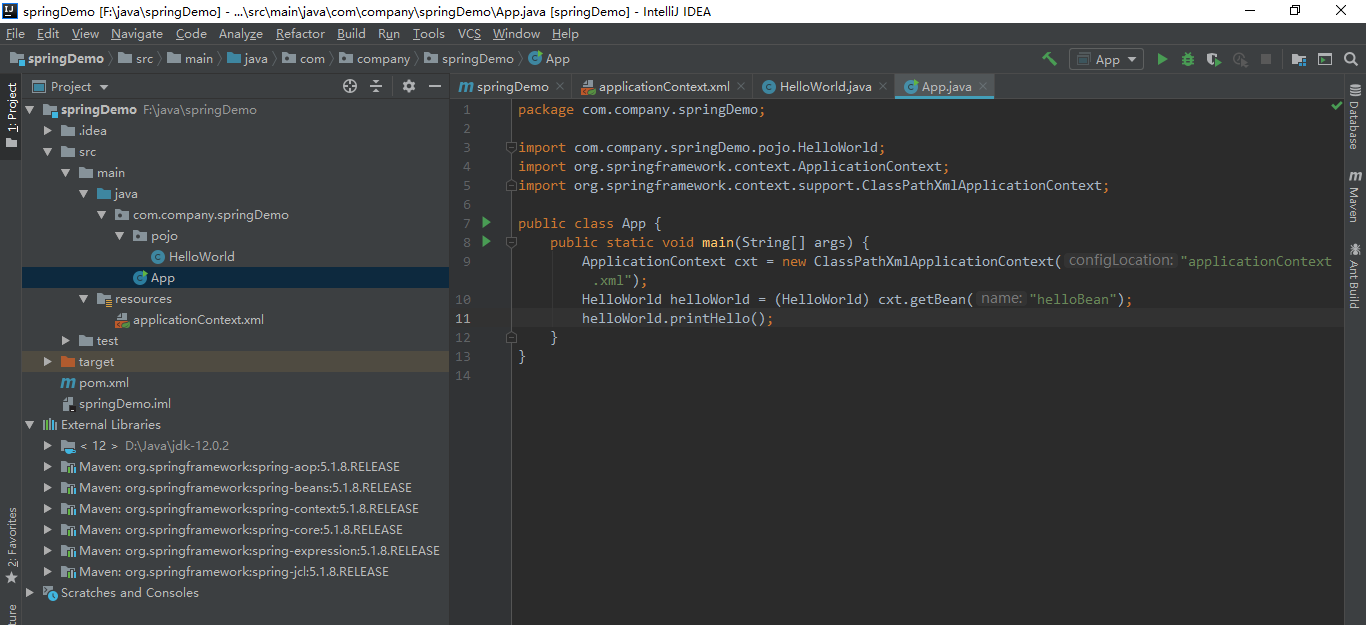 springDemo [F:\java\springDemo] - ...\src\main\java\com\company\springDemo\App.java [springDemo] - IntelliJ IDEA
File Edit View Navigate Code Analyze Refactor Build Run Tools VCS Window Help
springDemo src main java com company springDemo App
App
1: Project
2: Favorites
ture
Project
springDemo F:\java\springDemo
.idea
src
main
java
com.company.springDemo
pojo
HelloWorld
App
resources
applicationContext.xml
test
target
pom.xml
springDemo.iml
External Libraries
< 12 > D:\Java\jdk-12.0.2
Maven: org.springframework:spring-aop:5.1.8.RELEASE
Maven: org.springframework:spring-beans:5.1.8.RELEASE
Maven: org.springframework:spring-context:5.1.8.RELEASE
Maven: org.springframework:spring-core:5.1.8.RELEASE
Maven: org.springframework:spring-expression:5.1.8.RELEASE
Maven: org.springframework:spring-jcl:5.1.8.RELEASE
Scratches and Consoles
springDemo applicationContext.xml HelloWorld.java App.java
1 package com.company.springDemo;
2
3 import com.company.springDemo.pojo.HelloWorld;
4 import org.springframework.context.ApplicationContext;
5 import org.springframework.context.support.ClassPathXmlApplicationContext;
6
7 public class App {
8 public static void main(String[] args) {
9 ApplicationContext cxt = new ClassPathXmlApplicationContext( configLocation: "applicationContext
.xml");
10 HelloWorld helloWorld = (HelloWorld) cxt.getBean( name: "helloBean");
11 helloWorld.printHello();
12 }
13 }
14
Database
Maven
Ant Build